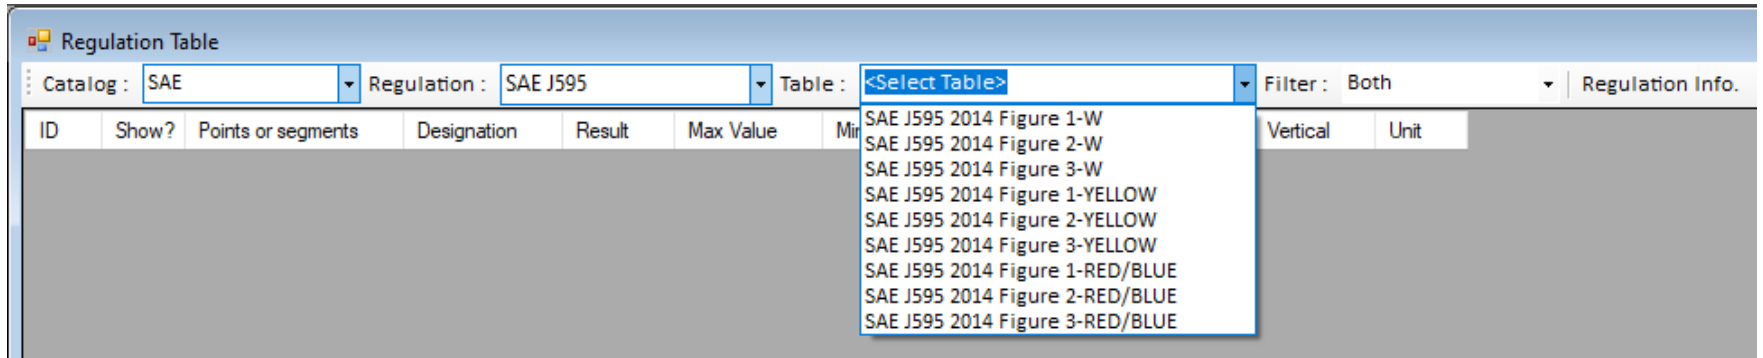 Regulation Table
Catalog : SAE Regulation : SAE J595 Table : <Select Table> Filter : Both Regulation Info.
ID Show? Points or segments Designation Result Max Value Mi Vertical Unit
SAE J595 2014 Figure 1-W
SAE J595 2014 Figure 2-W
SAE J595 2014 Figure 3-W
SAE J595 2014 Figure 1-YELLOW
SAE J595 2014 Figure 2-YELLOW
SAE J595 2014 Figure 3-YELLOW
SAE J595 2014 Figure 1-RED/BLUE
SAE J595 2014 Figure 2-RED/BLUE
SAE J595 2014 Figure 3-RED/BLUE